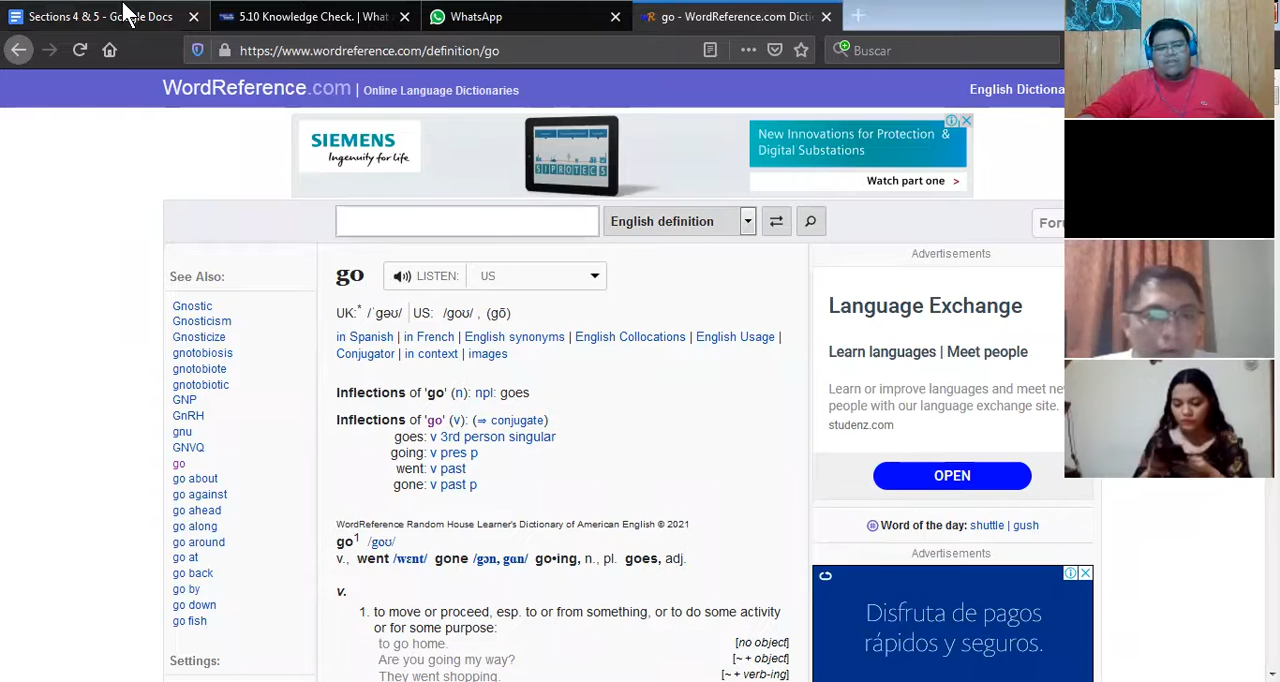 Sections 4 & 5 - Google Docs
5.10 Knowledge Check. | What
WhatsApp
go - WordReference.com Dicti
https://www.wordreference.com/definition/go
Buscar
WordReference.com | Online Language Dictionaries
English Dictiona
SIEMENS
Ingenuity for life
SIPROTEC5
New Innovations for Protection &
Digital Substations
Watch part one >
English definition
For
See Also:
Gnostic
Gnosticism
Gnosticize
gnotobiosis
gnotobiote
gnotobiotic
GNP
GnRH
gnu
GNVQ
go
go about
go against
go ahead
go along
go around
go at
go back
go by
go down
go fish
Settings:
go
LISTEN:
US
UK:* /ˈgəʊ/ US: /goʊ/ , (gō)
in Spanish | in French | English synonyms | English Collocations | English Usage |
Conjugator | in context | images
Inflections of 'go' (n): npl: goes
Inflections of 'go' (v): (⇒ conjugate)
goes: v 3rd person singular
going: v pres p
went: v past
gone: v past p
WordReference Random House Learner's Dictionary of American English © 2021
go1 /goʊ/
v., went /wɛnt/ gone /gɔn, gɑn/ go•ing, n., pl. goes, adj.
v.
1. to move or proceed, esp. to or from something, or to do some activity
or for some purpose:
[no object]
to go home.
[~ + object]
Are you going my way?
[~ + verb-ing]
They went shopping.
Advertisements
Language Exchange
Learn languages | Meet people
Learn or improve languages and meet new
people with our language exchange site.
studenz.com
OPEN
Word of the day: shuttle | gush
Advertisements
Disfruta de pagos
rápidos y seguros.